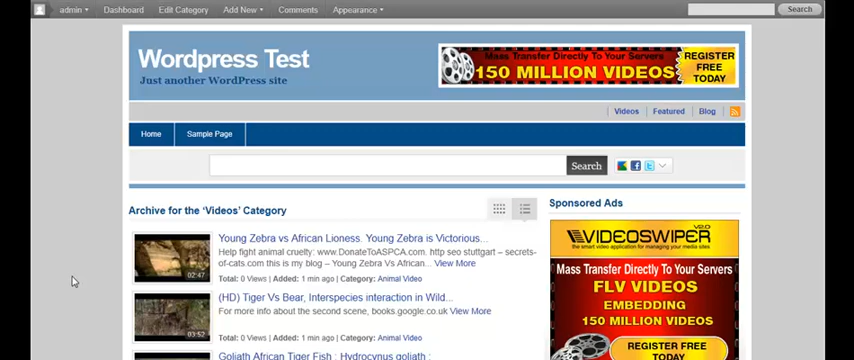 admin Dashboard Edit Category Add New Comments Appearance Search
Wordpress Test
Just another WordPress site
Mass Transfer Directly To Your Servers
150 MILLION VIDEOS
REGISTER
FREE
TODAY
Videos Featured Blog
Home Sample Page
Search
Archive for the 'Videos' Category
Sponsored Ads
Young Zebra vs African Lioness. Young Zebra is Victorious...
Help fight animal cruelty: www.DonateToASPCA.com. http seo stuttgart – secrets-
of-cats.com this is my blog – Young Zebra Vs African... View More
02:47
Total: 0 Views | Added: 1 min ago | Category: Animal Video
(HD) Tiger Vs Bear, Interspecies interaction in Wild...
For more info about the second scene, books.google.co.uk View More
03:52
Total: 0 Views | Added: 1 min ago | Category: Animal Video
Goliath African Tiger Fish : Hydrocynus goliath :
VIDEOSWIPER V2.0
the smart video application for managing your media sites
Mass Transfer Directly To Your Servers
FLV VIDEOS
EMBEDDING
150 MILLION VIDEOS
REGISTER FREE
TODAY